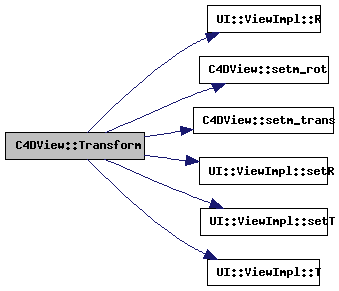 UI::ViewImpl::R
C4DView::setm_rot
C4DView::setm_trans
C4DView::Transform
UI::ViewImpl::setR
UI::ViewImpl::setT
UI::ViewImpl::T